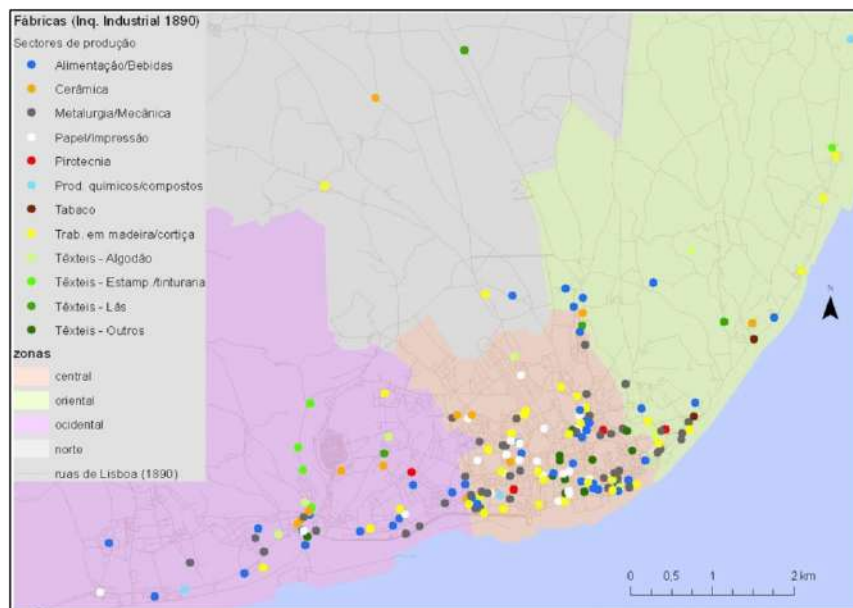 Fábricas (Inq. Industrial 1890)
Sectores de produção
Alimentação/Bebidas
Cerâmica
Metalurgia/Mecânica
Papel/Impressão
Pirotecnia
Prod. químicos/compostos
Tabaco
Trab. em madeira/cortiça
Têxteis - Algodão
Têxteis - Estamp./tinturaria
Têxteis - Lãs
Têxteis - Outros
zonas
central
oriental
ocidental
norte
ruas de Lisboa (1890)
N
0 0,5 1 2 km